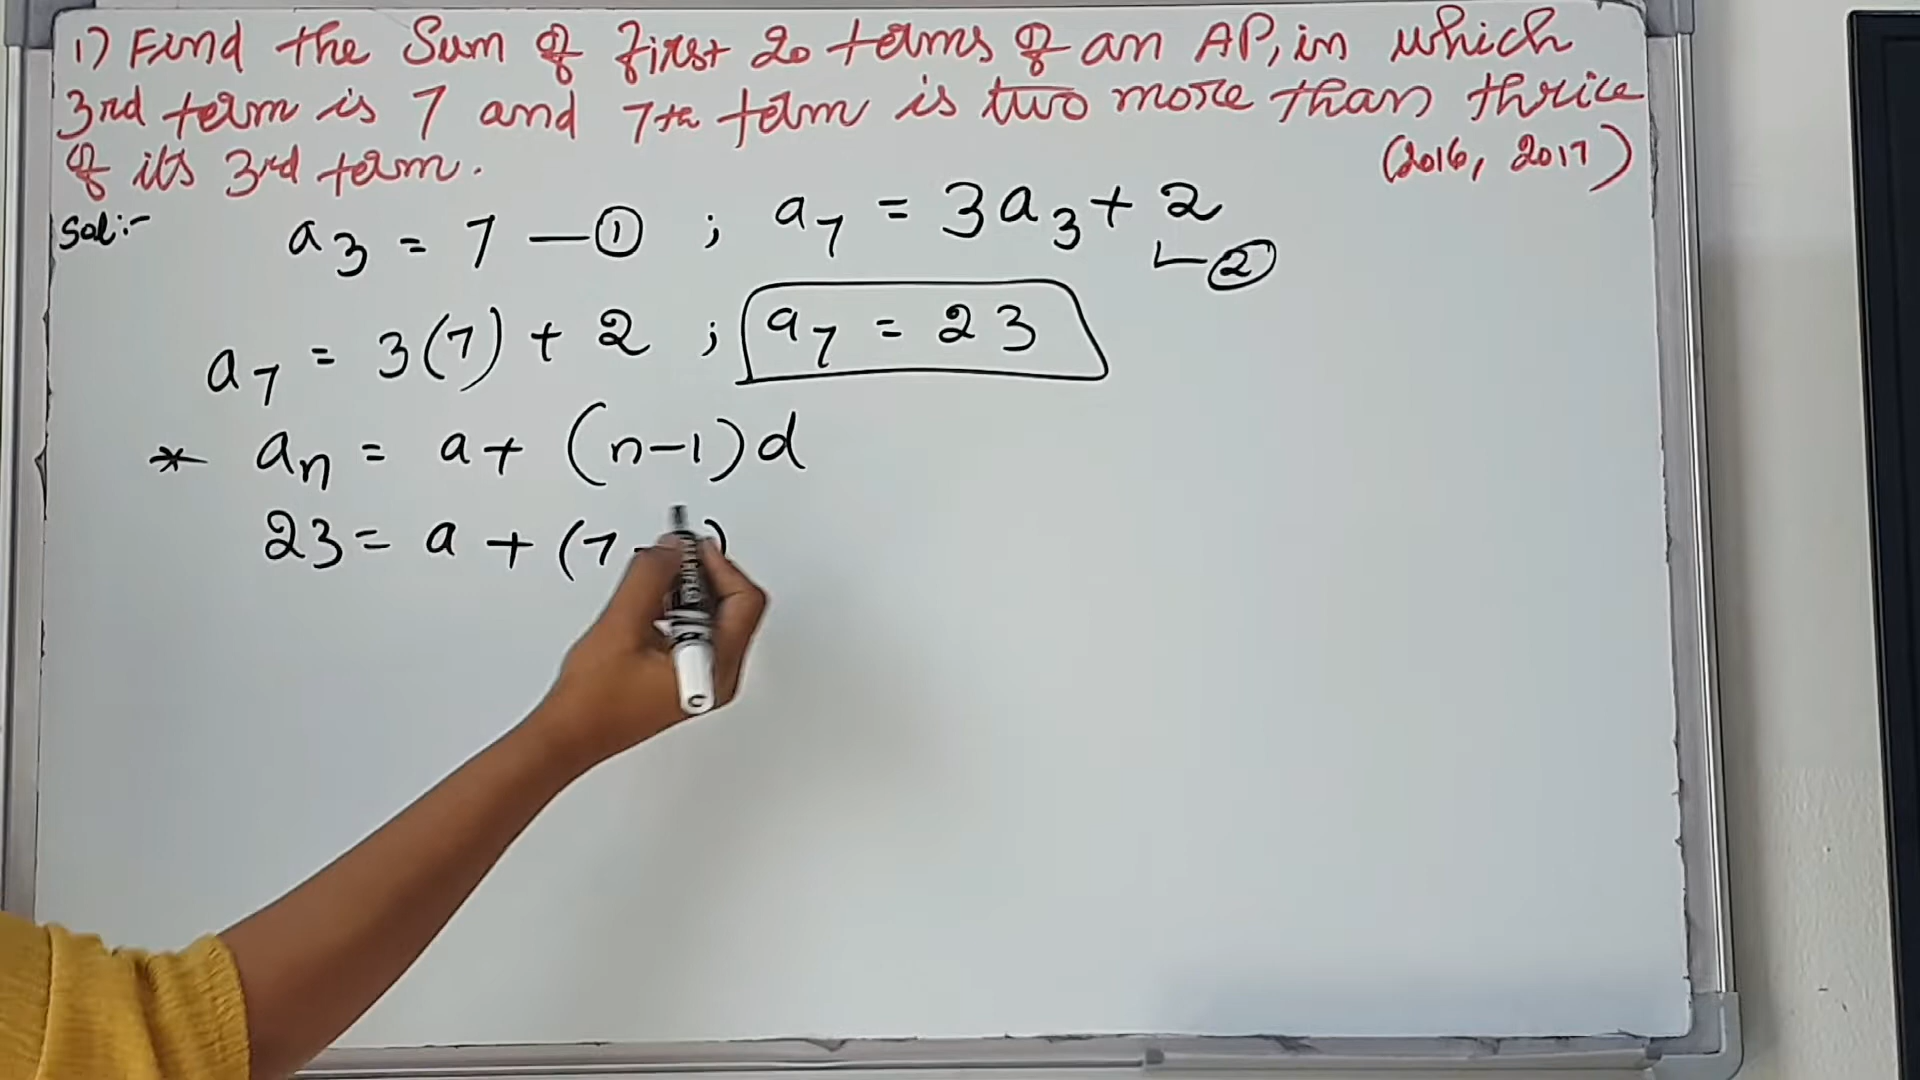 1) Find the Sum of first 20 terms of an AP, in which
3rd term is 7 and 7th term is two more than thrice
of its 3rd term. (2016, 2017)
Sol:- a3 = 7 — ① ; a7 = 3a3 + 2
②
a7 = 3(7) + 2 ; a7 = 23
* an = a + (n-1)d
23 = a + (7 - )